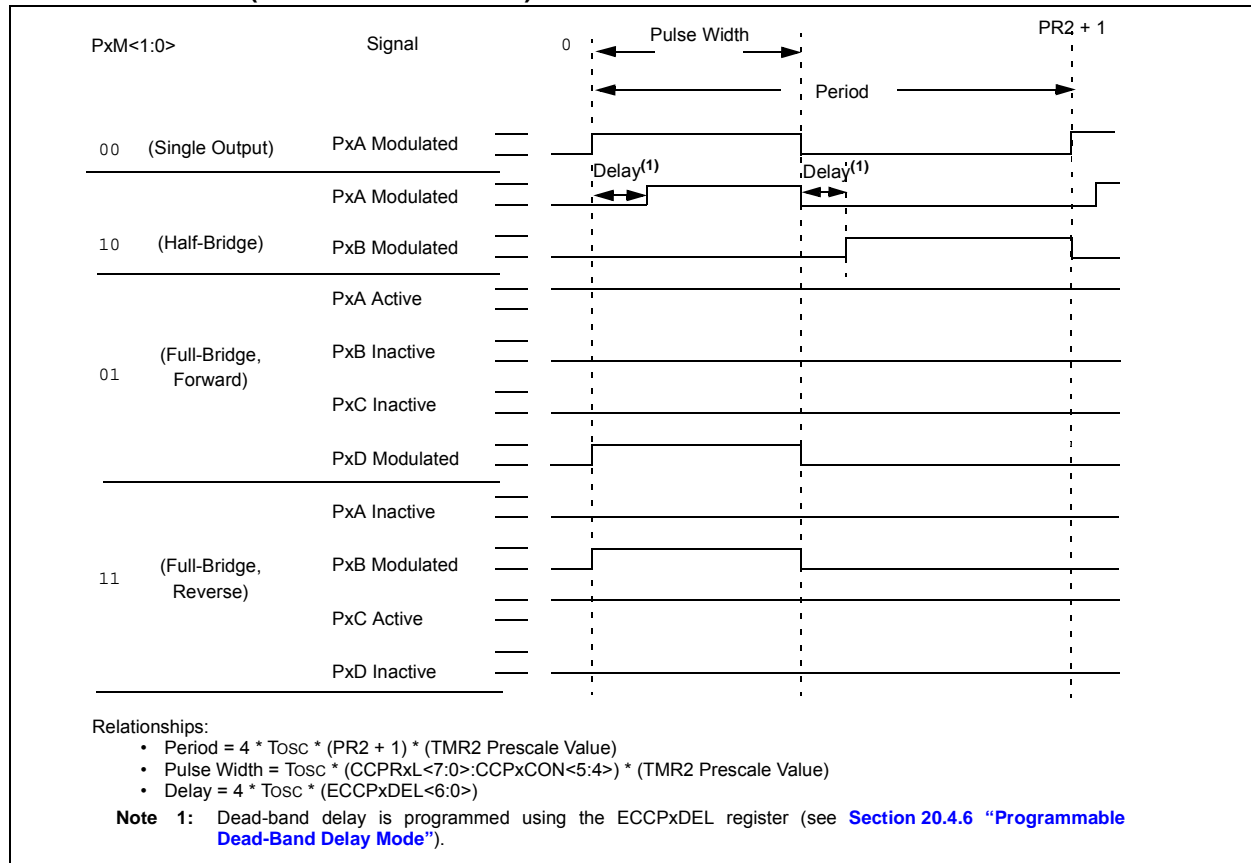 PxM<1:0> Signal 0 Pulse Width PR2 + 1
Period
00 (Single Output) PxA Modulated
Delay(1) Delay(1)
PxA Modulated
10 (Half-Bridge) PxB Modulated
PxA Active
01 (Full-Bridge, Forward) PxB Inactive
PxC Inactive
PxD Modulated
PxA Inactive
11 (Full-Bridge, Reverse) PxB Modulated
PxC Active
PxD Inactive
Relationships:
• Period = 4 * TOSC * (PR2 + 1) * (TMR2 Prescale Value)
• Pulse Width = TOSC * (CCPRxL<7:0>:CCPxCON<5:4>) * (TMR2 Prescale Value)
• Delay = 4 * TOSC * (ECCPxDEL<6:0>)
Note 1: Dead-band delay is programmed using the ECCPxDEL register (see Section 20.4.6 “Programmable
Dead-Band Delay Mode”).